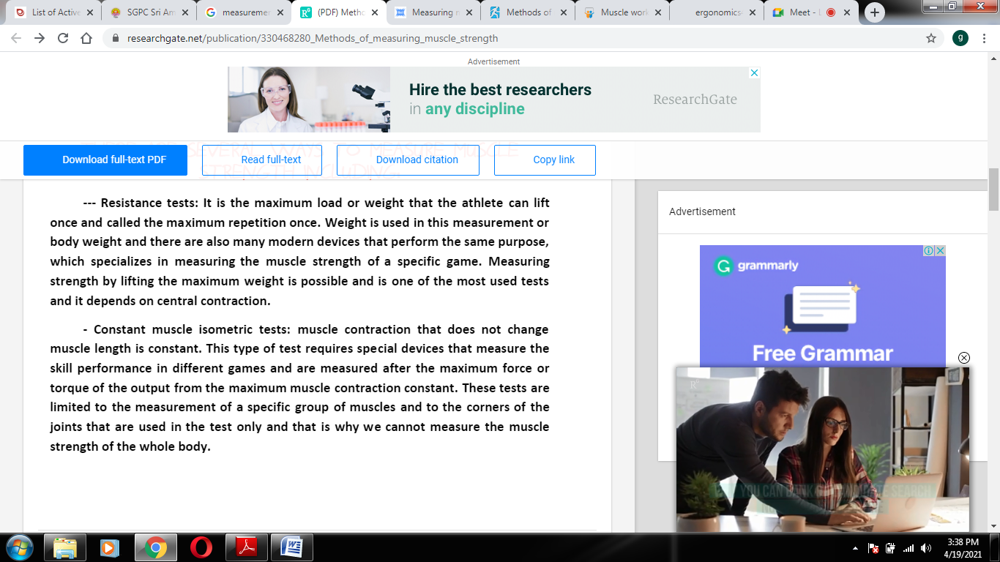 List of Active
SGPC Sri Am
measuremen
(PDF) Metho
Measuring m
Methods of
Muscle work
ergonomics
Meet - 
researchgate.net/publication/330468280_Methods_of_measuring_muscle_strength
g
Advertisement
Hire the best researchers
in any discipline
ResearchGate
SEVERAL WAYS TO MEASURE MUSCLE
STRENGTH INCLUDING:
Download full-text PDF
Read full-text
Download citation
Copy link
--- Resistance tests: It is the maximum load or weight that the athlete can lift
once and called the maximum repetition once. Weight is used in this measurement or
body weight and there are also many modern devices that perform the same purpose,
which specializes in measuring the muscle strength of a specific game. Measuring
strength by lifting the maximum weight is possible and is one of the most used tests
and it depends on central contraction.
- Constant muscle isometric tests: muscle contraction that does not change
muscle length is constant. This type of test requires special devices that measure the
skill performance in different games and are measured after the maximum force or
torque of the output from the maximum muscle contraction constant. These tests are
limited to the measurement of a specific group of muscles and to the corners of the
joints that are used in the test only and that is why we cannot measure the muscle
strength of the whole body.
Advertisement
grammarly
Free Grammar
R6
YOU CAN SEARCH
3:38 PM
4/19/2021